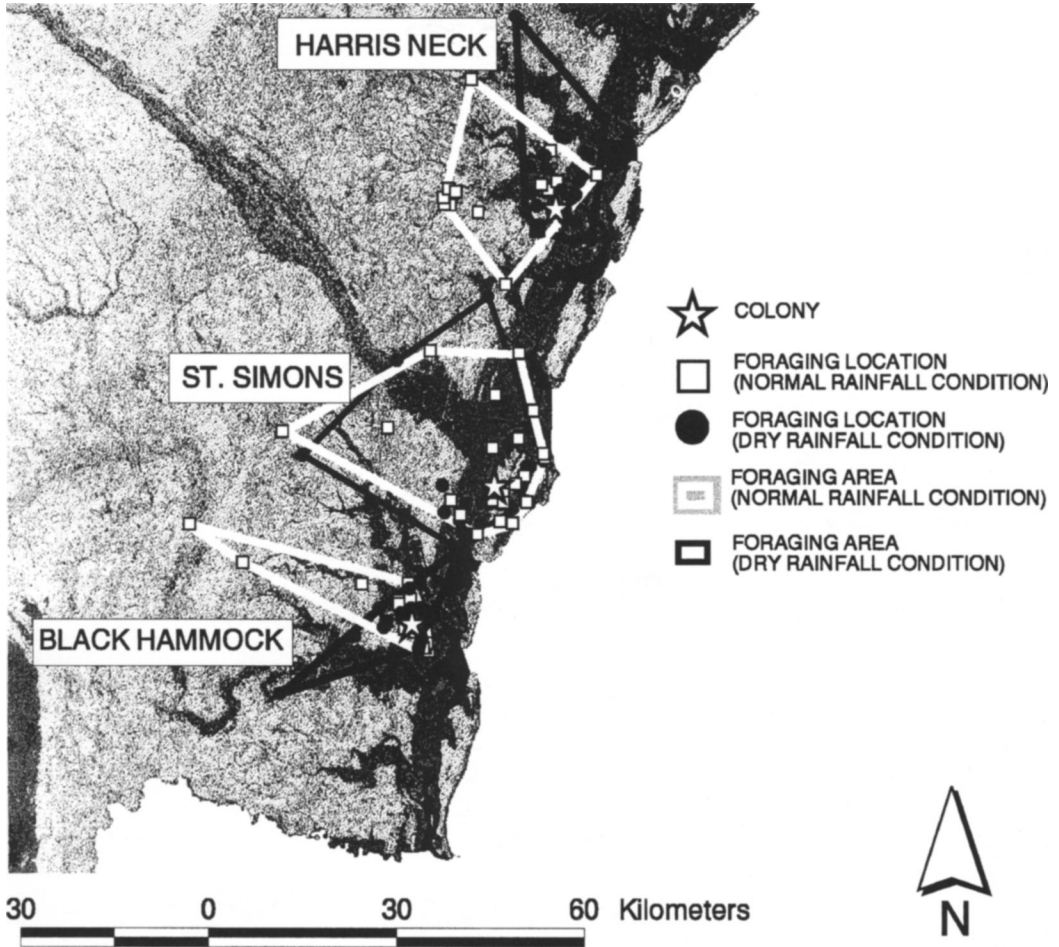 HARRIS NECK
ST. SIMONS
BLACK HAMMOCK
COLONY
FORAGING LOCATION
(NORMAL RAINFALL CONDITION)
FORAGING LOCATION
(DRY RAINFALL CONDITION)
FORAGING AREA
(NORMAL RAINFALL CONDITION)
FORAGING AREA
(DRY RAINFALL CONDITION)
30 0 30 60 Kilometers
N